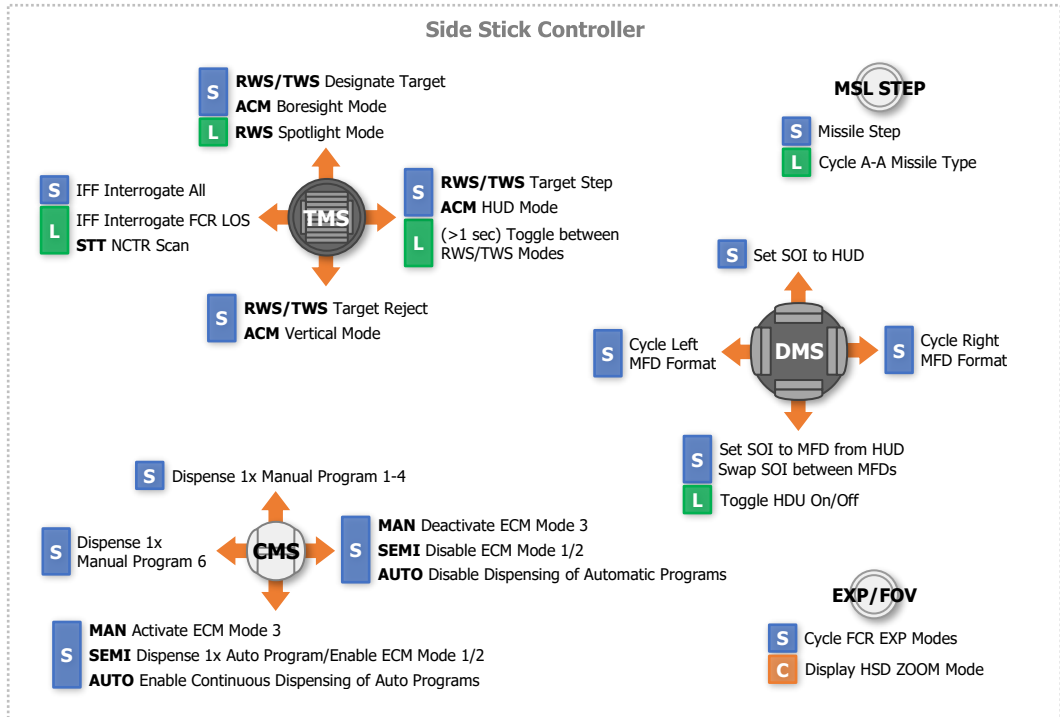 Side Stick Controller
S
RWS/TWS Designate Target
ACM Boresight Mode
L
RWS Spotlight Mode
S
IFF Interrogate All
L
IFF Interrogate FCR LOS
STT NCTR Scan
TMS
S
RWS/TWS Target Step
ACM HUD Mode
L
(>1 sec) Toggle between
RWS/TWS Modes
S
RWS/TWS Target Reject
ACM Vertical Mode
MSL STEP
S
Missile Step
L
Cycle A-A Missile Type
S
Set SOI to HUD
S
Cycle Left
MFD Format
DMS
S
Cycle Right
MFD Format
S
Set SOI to MFD from HUD
Swap SOI between MFDs
L
Toggle HDU On/Off
S
Dispense 1x Manual Program 1-4
S
Dispense 1x
Manual Program 6
CMS
S
MAN Deactivate ECM Mode 3
SEMI Disable ECM Mode 1/2
AUTO Disable Dispensing of Automatic Programs
S
MAN Activate ECM Mode 3
SEMI Dispense 1x Auto Program/Enable ECM Mode 1/2
AUTO Enable Continuous Dispensing of Auto Programs
EXP/FOV
S
Cycle FCR EXP Modes
C
Display HSD ZOOM Mode